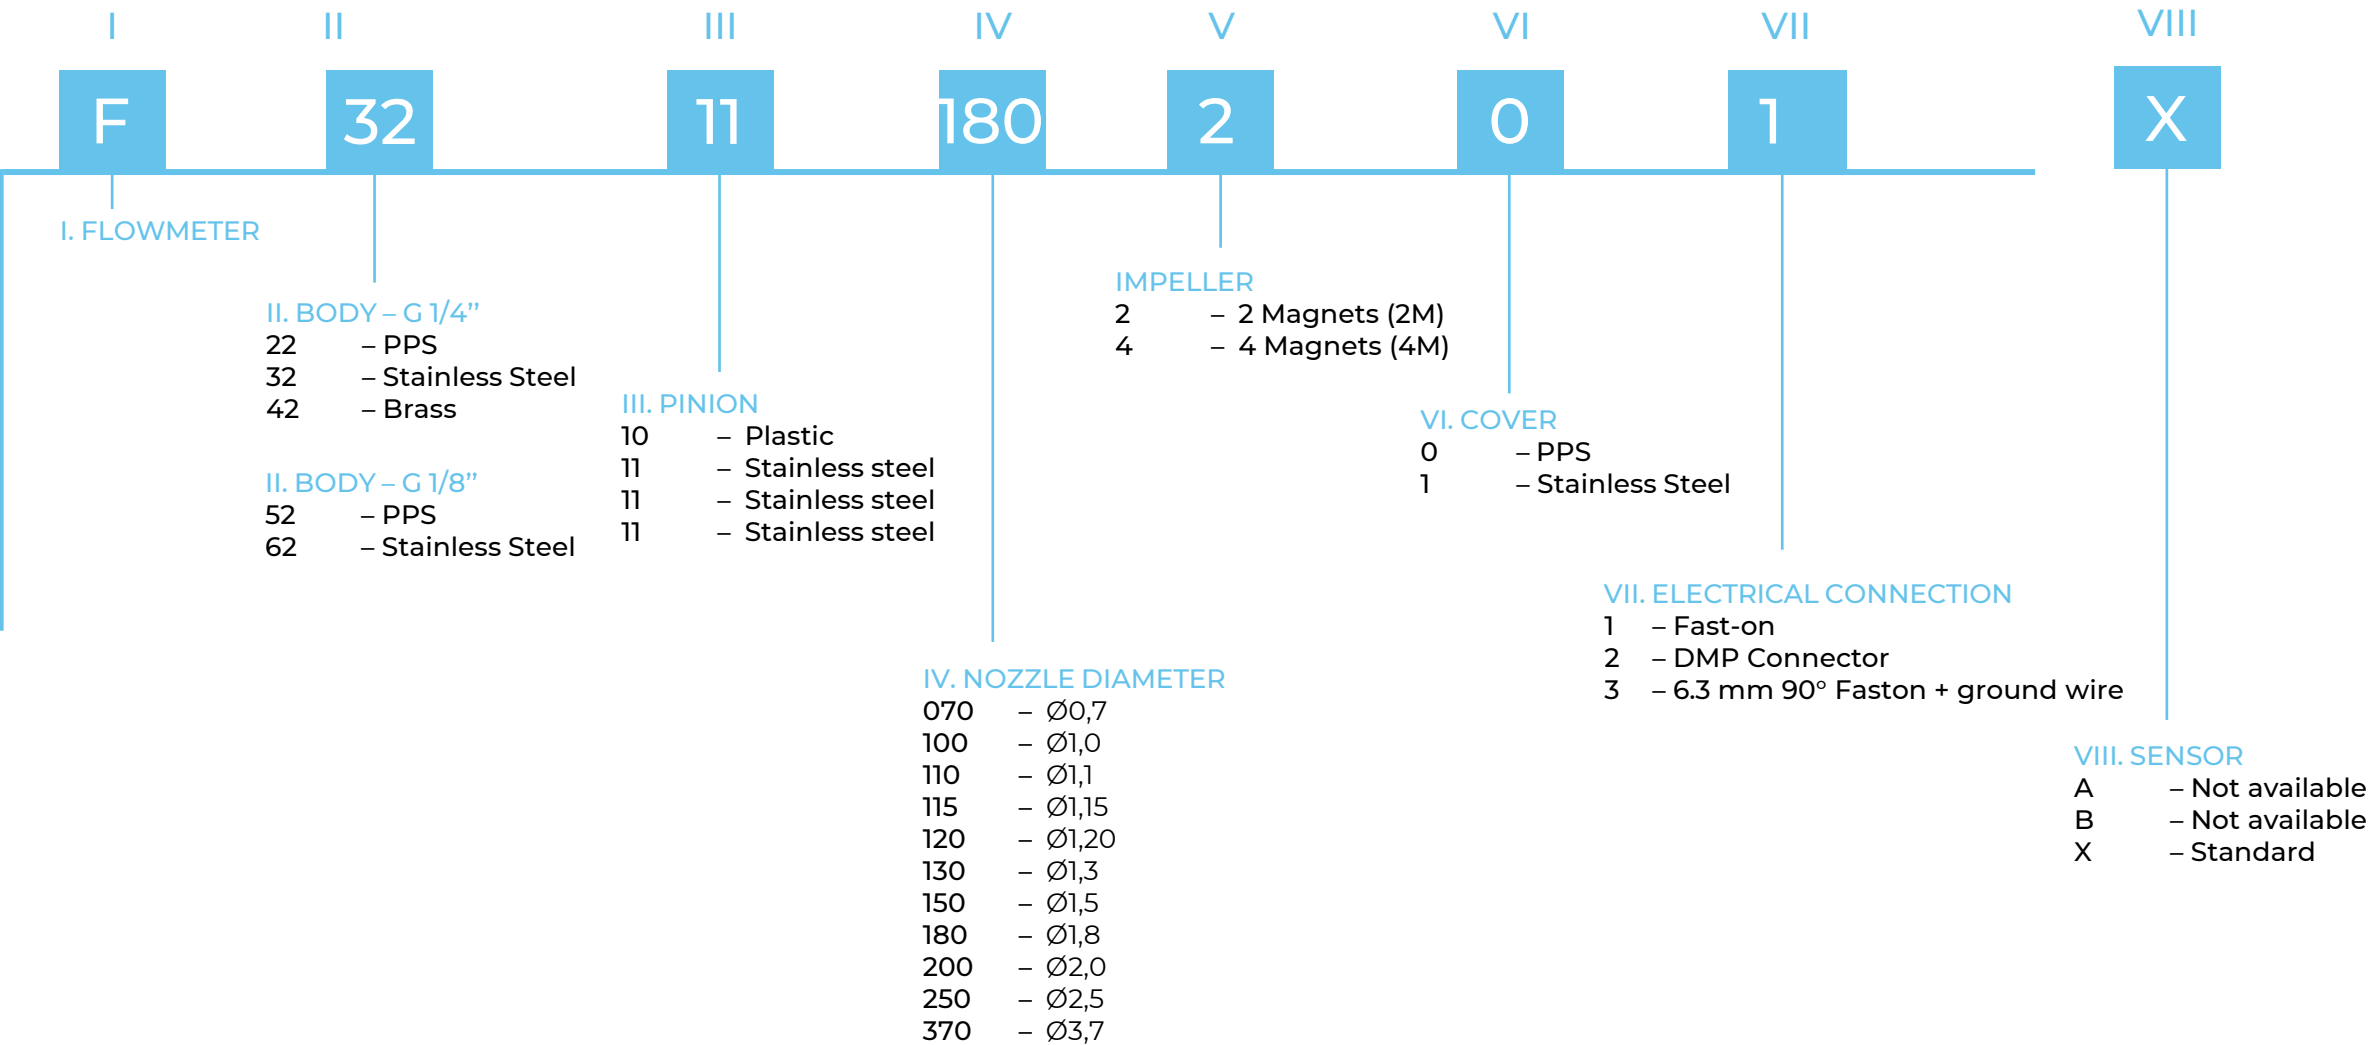 I II III IV V VI VII VIII
F 32 11 180 2 0 1 X
I. FLOWMETER
II. BODY – G 1/4’’
22 – PPS
32 – Stainless Steel
42 – Brass
II. BODY – G 1/8’’
52 – PPS
62 – Stainless Steel
III. PINION
10 – Plastic
11 – Stainless steel
11 – Stainless steel
11 – Stainless steel
IV. NOZZLE DIAMETER
070 – Ø0,7
100 – Ø1,0
110 – Ø1,1
115 – Ø1,15
120 – Ø1,20
130 – Ø1,3
150 – Ø1,5
180 – Ø1,8
200 – Ø2,0
250 – Ø2,5
370 – Ø3,7
IMPELLER
2 – 2 Magnets (2M)
4 – 4 Magnets (4M)
VI. COVER
0 – PPS
1 – Stainless Steel
VII. ELECTRICAL CONNECTION
1 – Fast-on
2 – DMP Connector
3 – 6.3 mm 90° Faston + ground wire
VIII. SENSOR
A – Not available
B – Not available
X – Standard